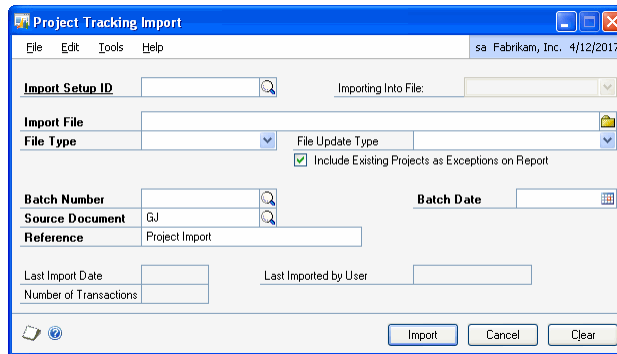 Project Tracking Import
File Edit Tools Help sa Fabrikam, Inc. 4/12/2017
Import Setup ID Importing Into File:
Import File
File Type File Update Type
Include Existing Projects as Exceptions on Report
Batch Number Batch Date
Source Document GJ
Reference Project Import
Last Import Date Last Imported by User
Number of Transactions
Import Cancel Clear